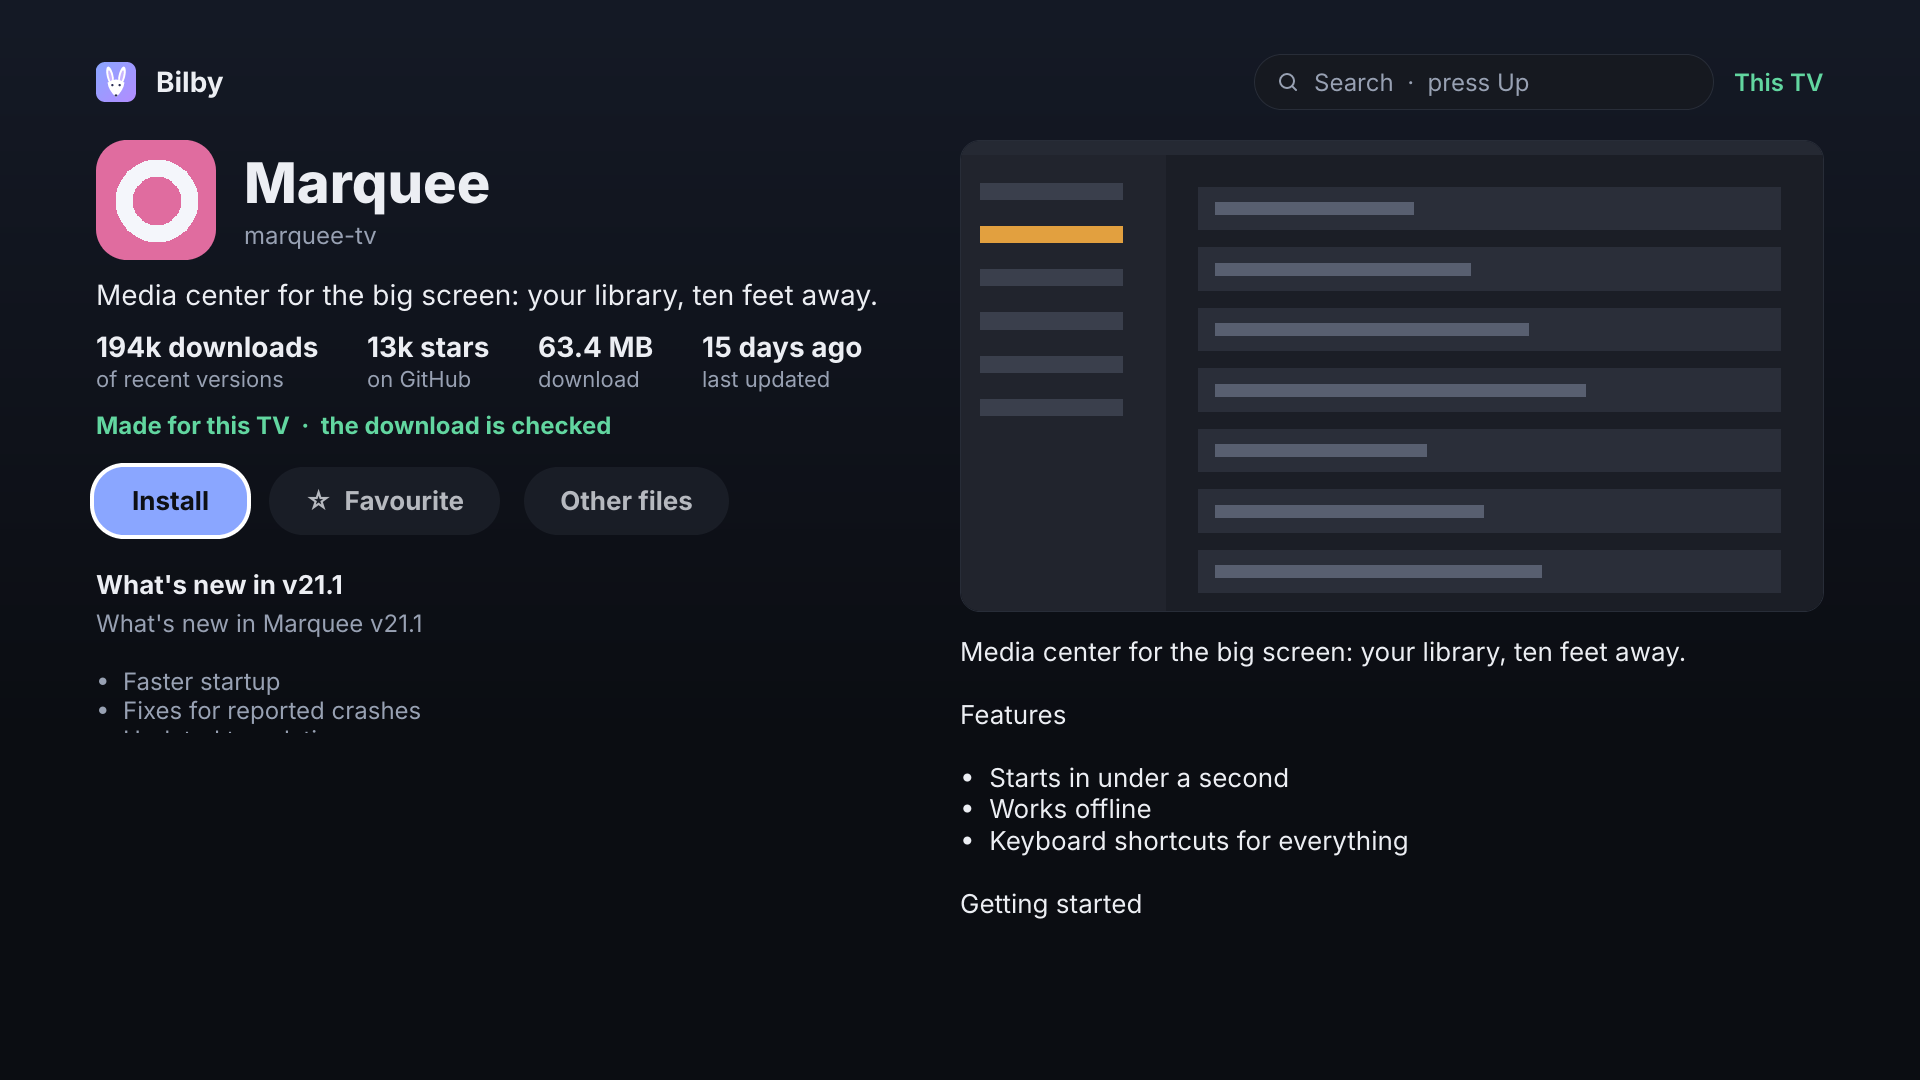 Bilby
Search · press Up
This TV
Marquee
marquee-tv
Media center for the big screen: your library, ten feet away.
194k downloads
of recent versions
13k stars
on GitHub
63.4 MB
download
15 days ago
last updated
Made for this TV · the download is checked
Install
☆ Favourite
Other files
What's new in v21.1
What's new in Marquee v21.1
• Faster startup
• Fixes for reported crashes
Media center for the big screen: your library, ten feet away.
Features
• Starts in under a second
• Works offline
• Keyboard shortcuts for everything
Getting started